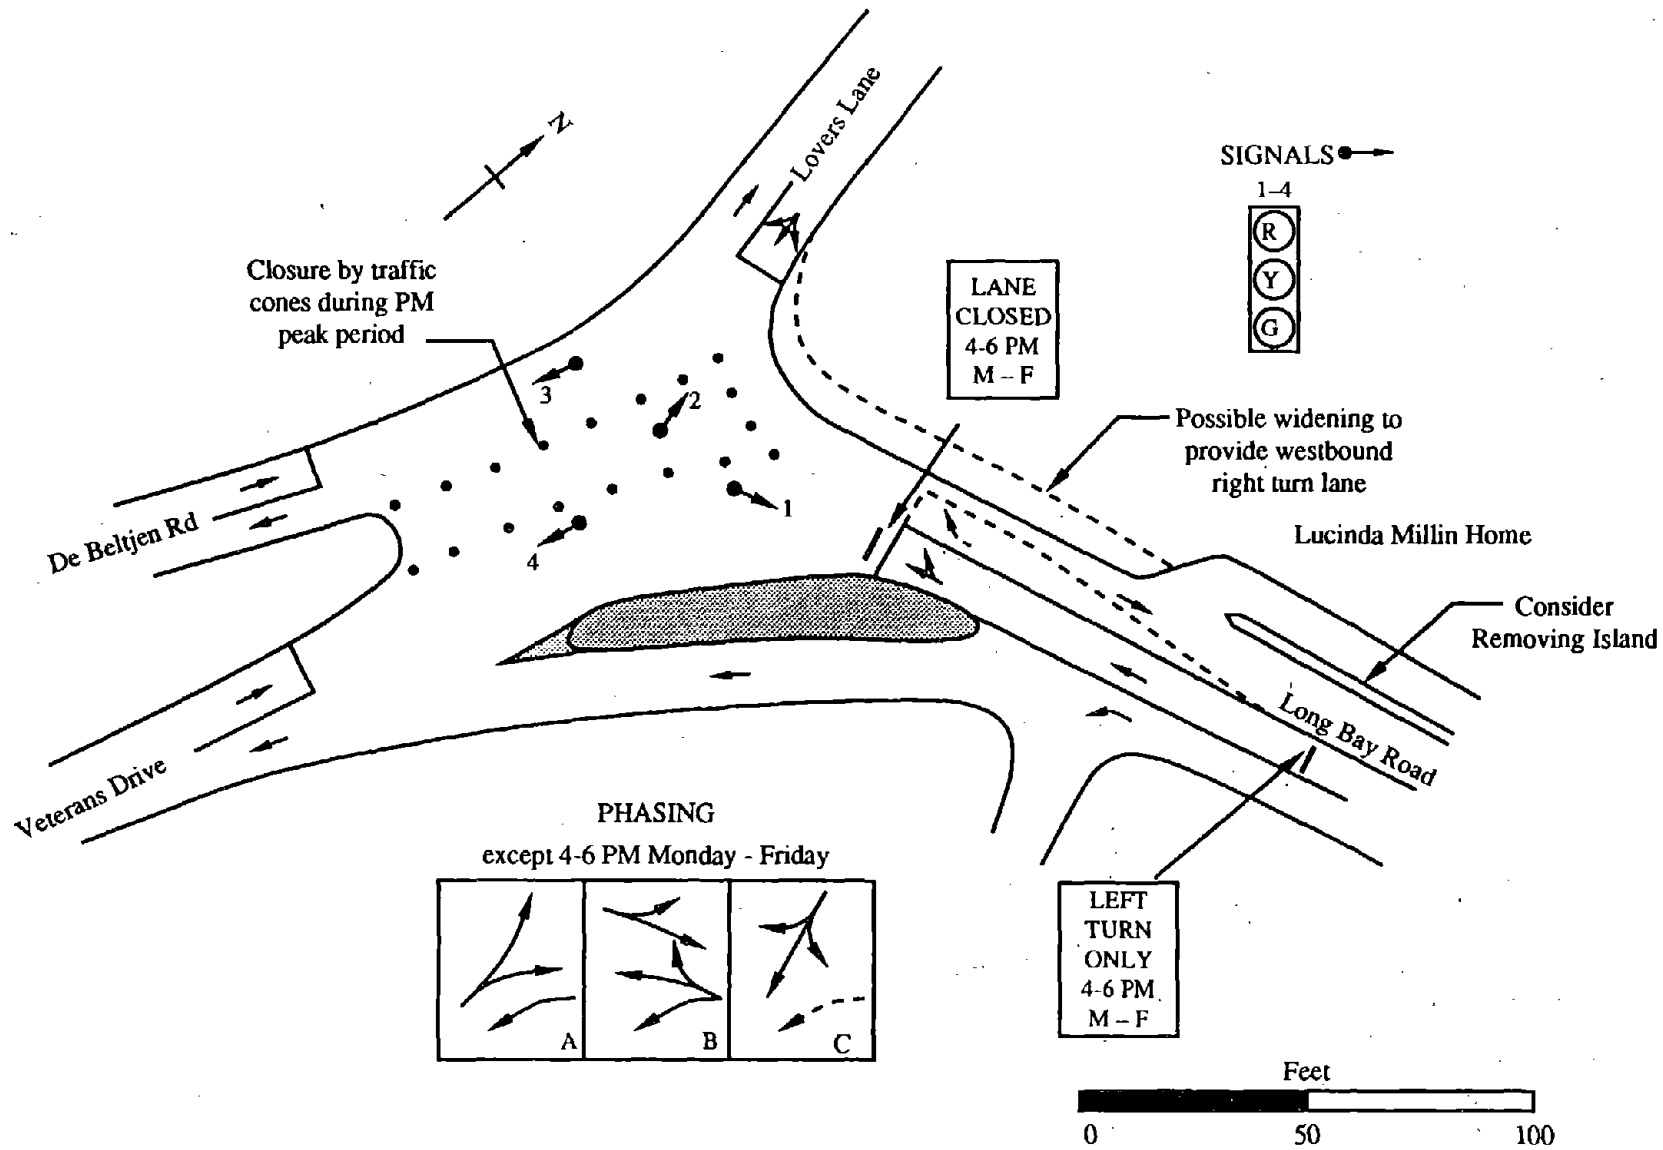 Lovers Lane
N
SIGNALS
1–4
R
Y
G
Closure by traffic
cones during PM
peak period
LANE
CLOSED
4-6 PM
M – F
3
2
1
4
Possible widening to
provide westbound
right turn lane
Lucinda Millin Home
De Beltjen Rd
Consider
Removing Island
Long Bay Road
Veterans Drive
PHASING
except 4-6 PM Monday - Friday
A
B
C
LEFT
TURN
ONLY
4-6 PM
M – F
Feet
0 50 100